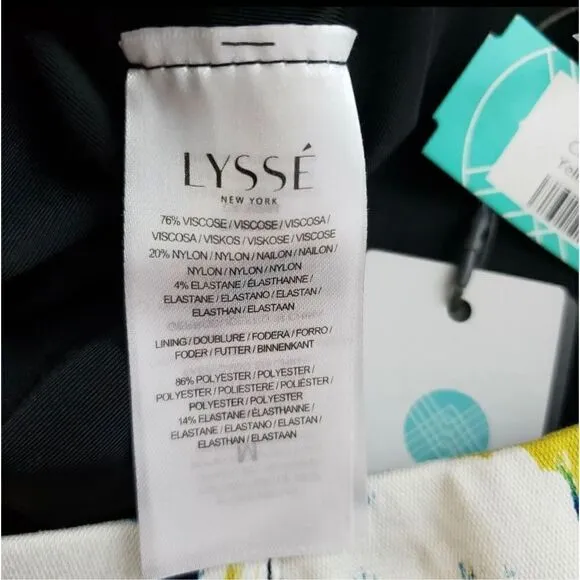 LYSSÉ
NEW YORK
76% VISCOSE / VISCOSE / VISCOSA /
VISCOSA / VISKOS / VISKOSE / VISCOSE
20% NYLON / NYLON / NAILON / NAILON /
NYLON / NYLON / NYLON
4% ELASTANE / ÉLASTHANNE /
ELASTANE / ELASTANO / ELASTAN /
ELASTHAN / ELASTAAN
LINING / DOUBLURE / FODERA / FORRO /
FODER / FUTTER / BINNENKANT
86% POLYESTER / POLYESTER /
POLYESTER / POLIESTERE / POLIÉSTER /
POLYESTER / POLYESTER
14% ELASTANE / ÉLASTHANNE /
ELASTANE / ELASTANO / ELASTAN /
ELASTHAN / ELASTAAN
M